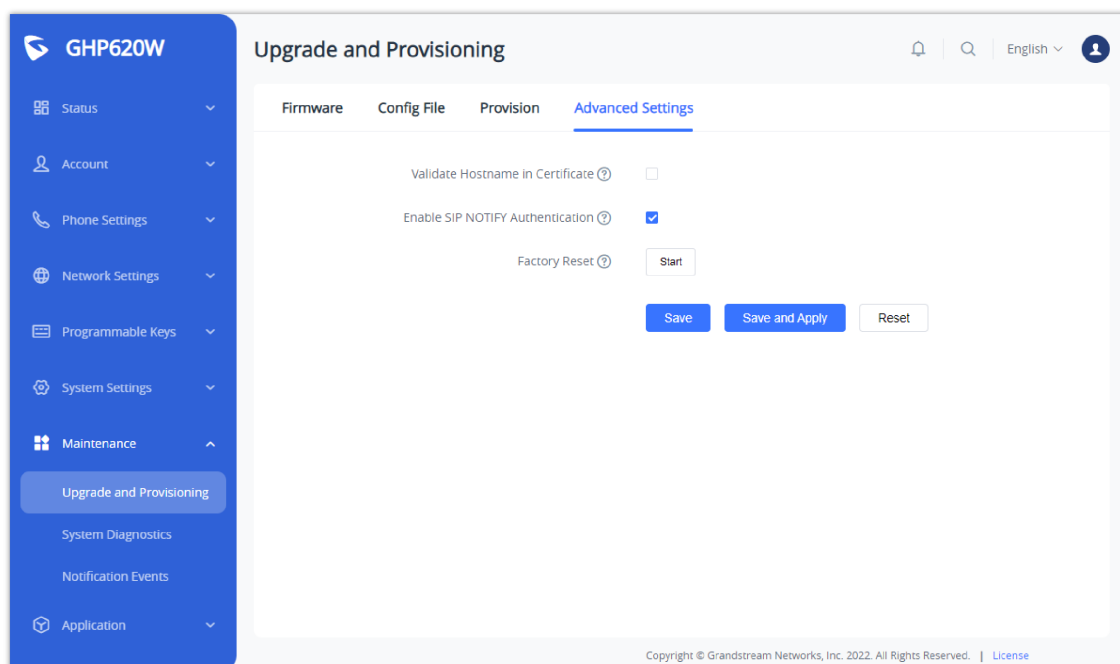 GHP620W
Upgrade and Provisioning
English
Status
Account
Phone Settings
Network Settings
Programmable Keys
System Settings
Maintenance
Upgrade and Provisioning
System Diagnostics
Notification Events
Application
Firmware Config File Provision Advanced Settings
Validate Hostname in Certificate ?
Enable SIP NOTIFY Authentication ?
Factory Reset ? Start
Save Save and Apply Reset
Copyright © Grandstream Networks, Inc. 2022. All Rights Reserved. | License